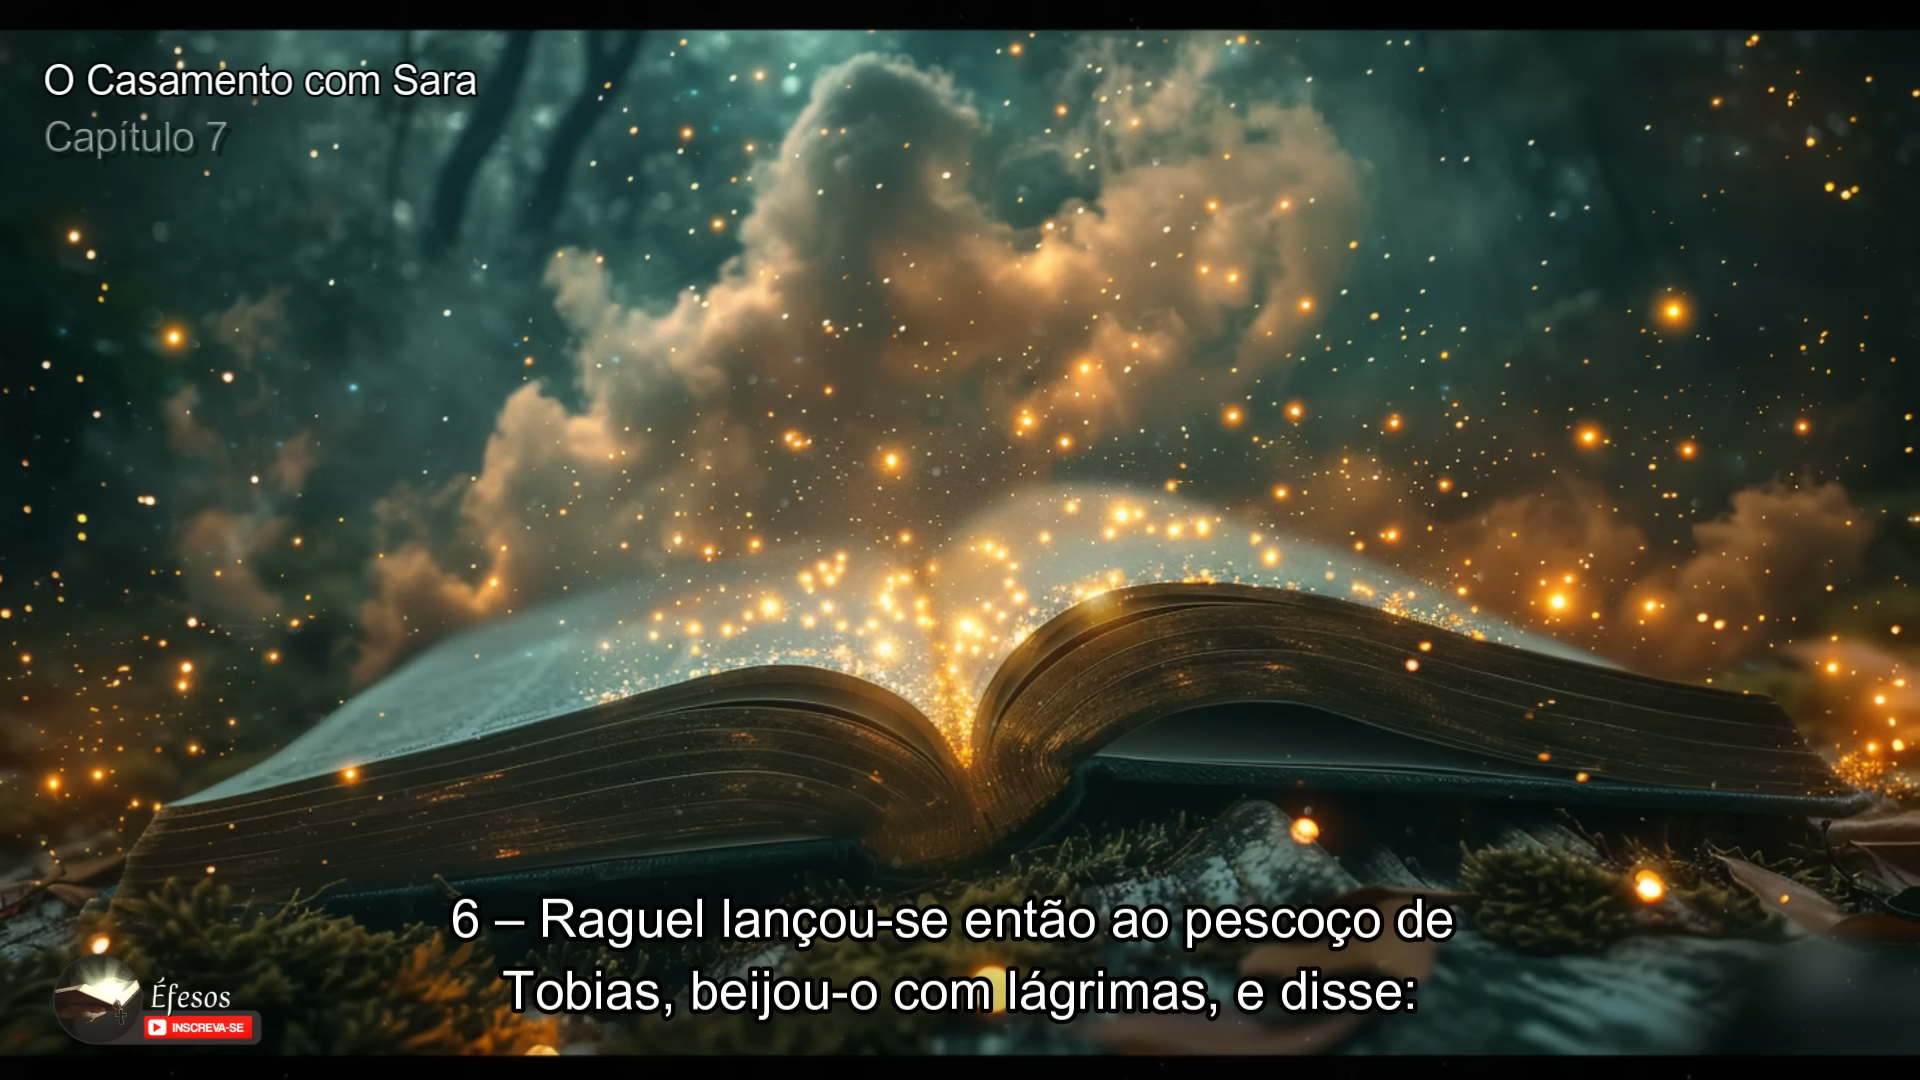 O Casamento com Sara
Capítulo 7
6 – Raguel lançou-se então ao pescoço de
Tobias, beijou-o com lágrimas, e disse:
Éfesos
INSCREVA-SE